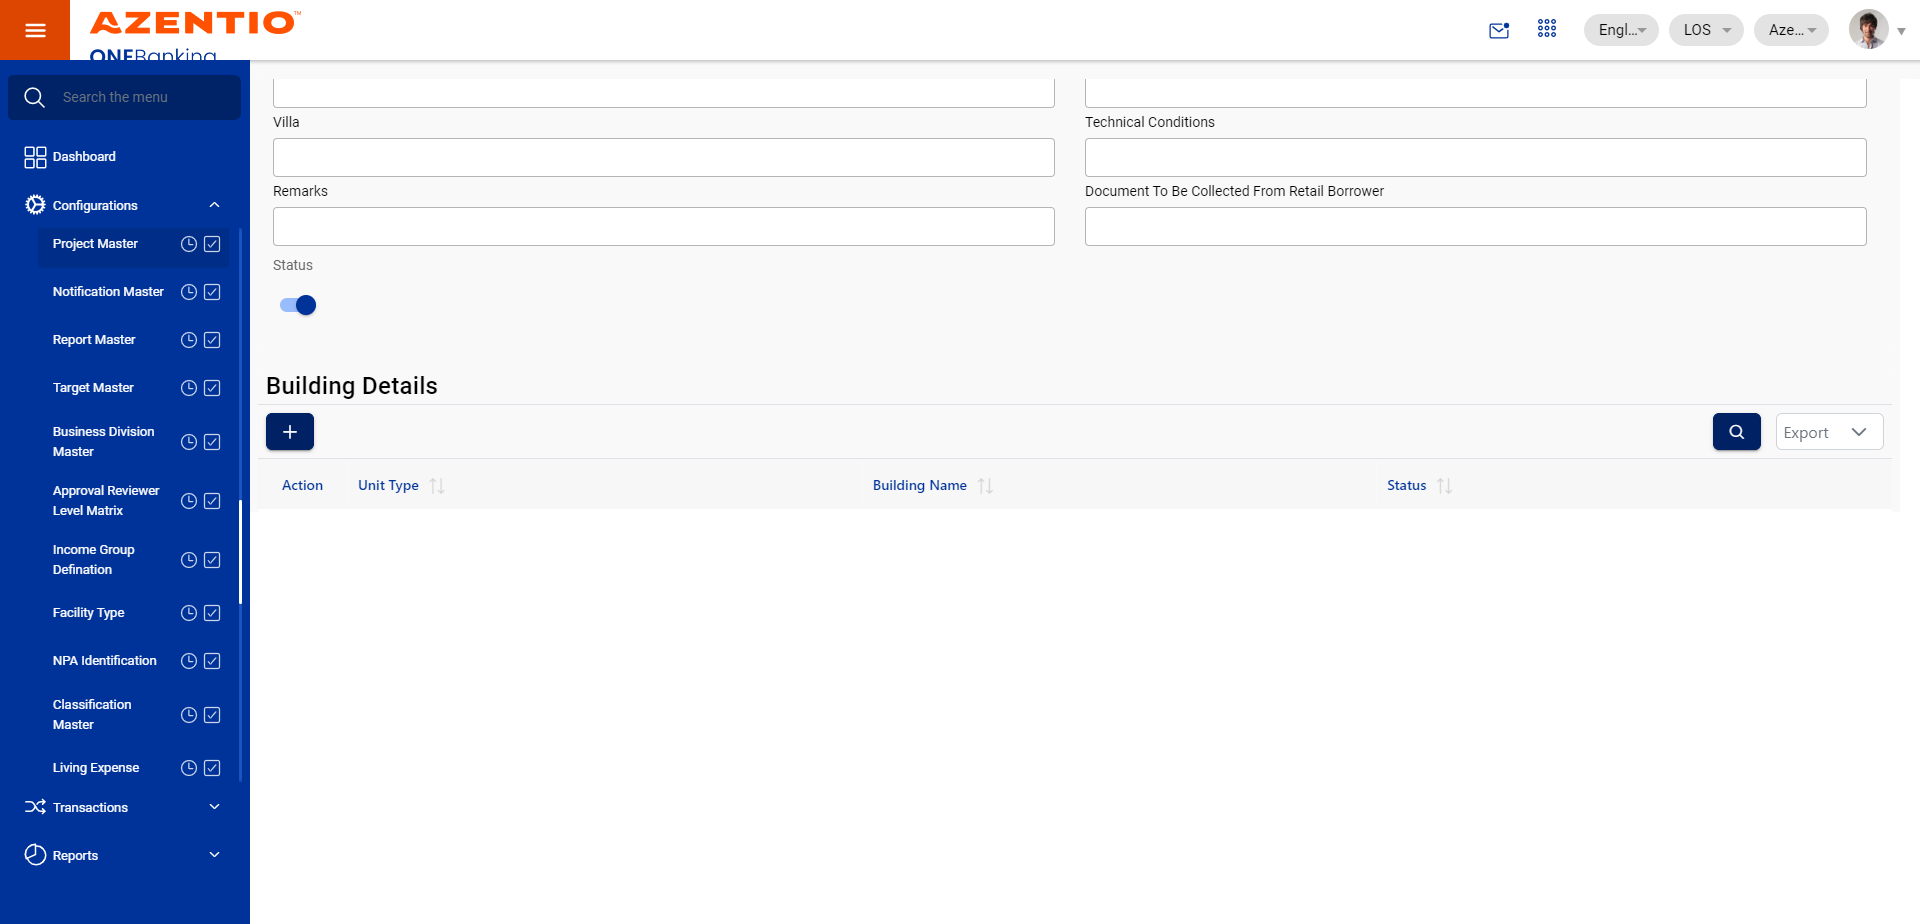 AZENTIO™
ONEBanking
Engl...
LOS
Aze...
Search the menu
Dashboard
Configurations
Project Master
Notification Master
Report Master
Target Master
Business Division
Master
Approval Reviewer
Level Matrix
Income Group
Defination
Facility Type
NPA Identification
Classification
Master
Living Expense
Transactions
Reports
Villa
Technical Conditions
Remarks
Document To Be Collected From Retail Borrower
Status
Building Details
Export
Action
Unit Type
Building Name
Status